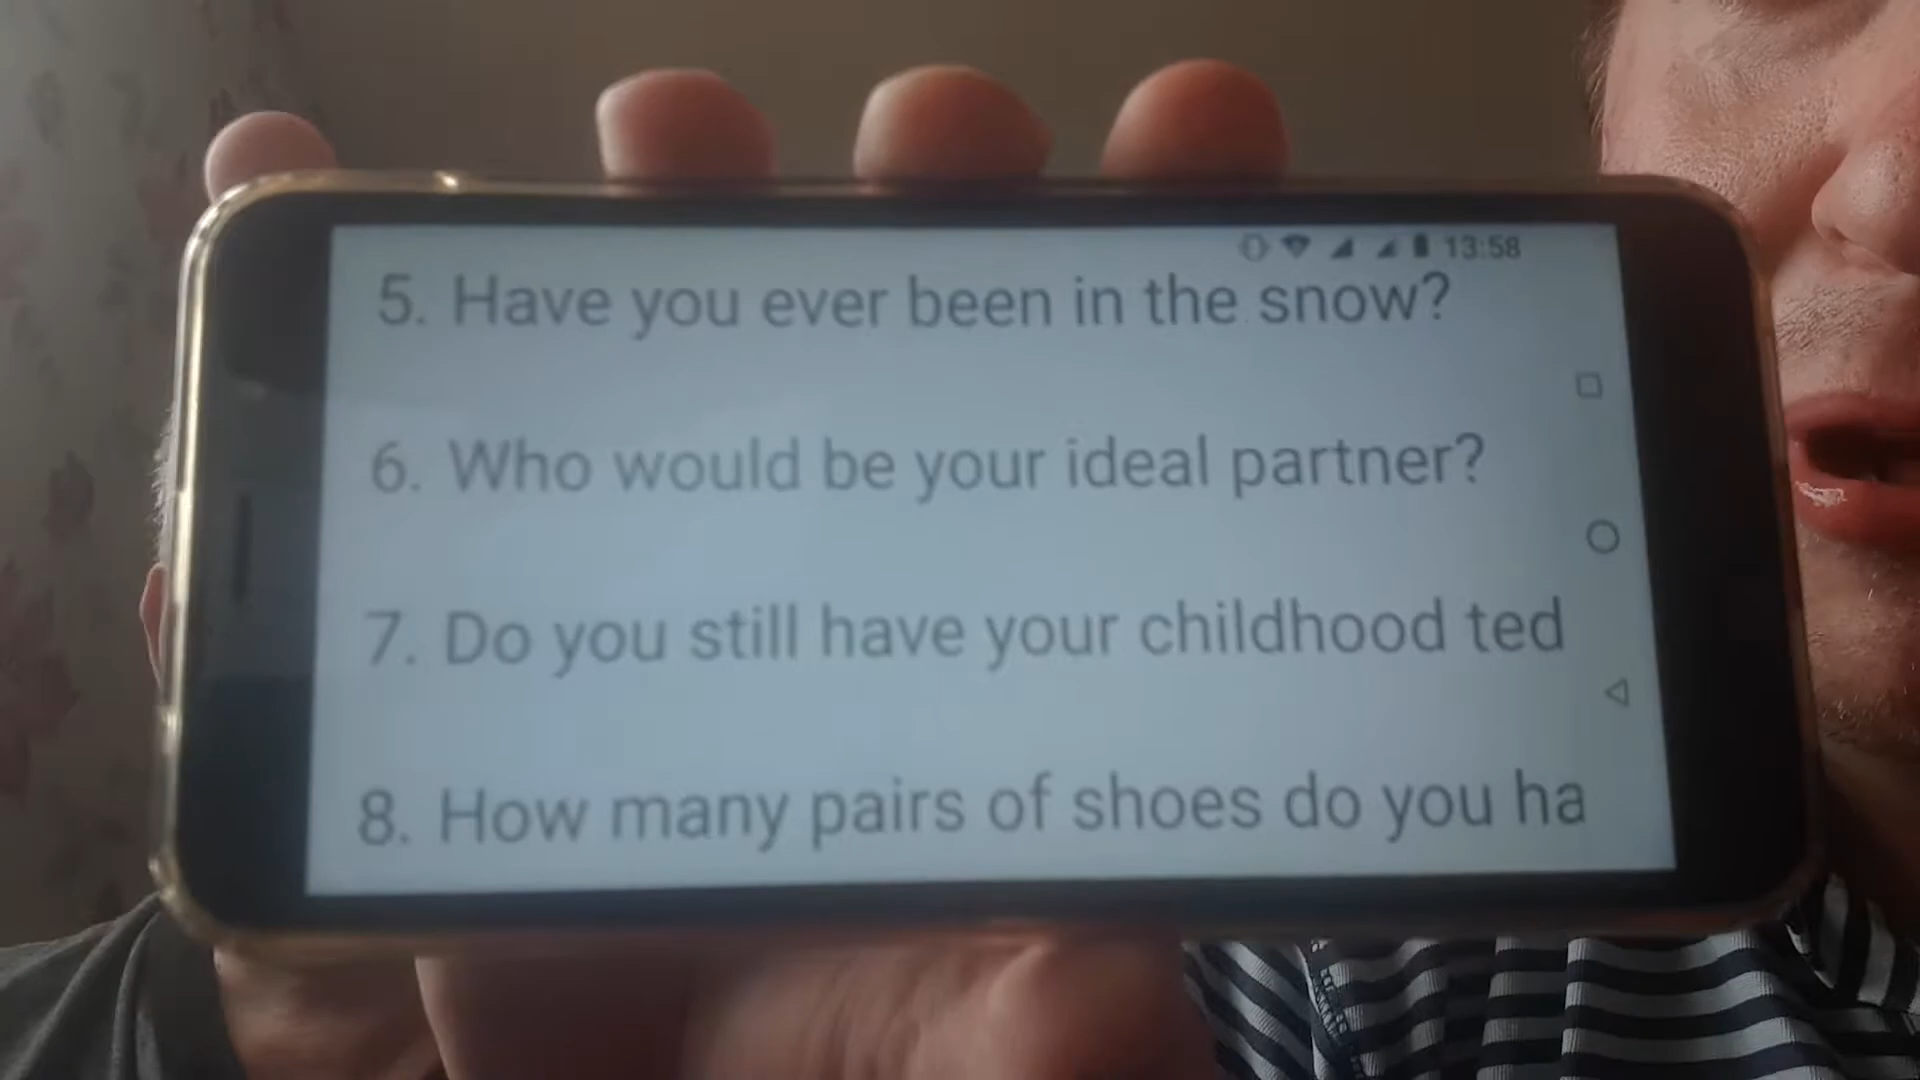 13:58
5. Have you ever been in the snow?
6. Who would be your ideal partner?
7. Do you still have your childhood ted
8. How many pairs of shoes do you ha